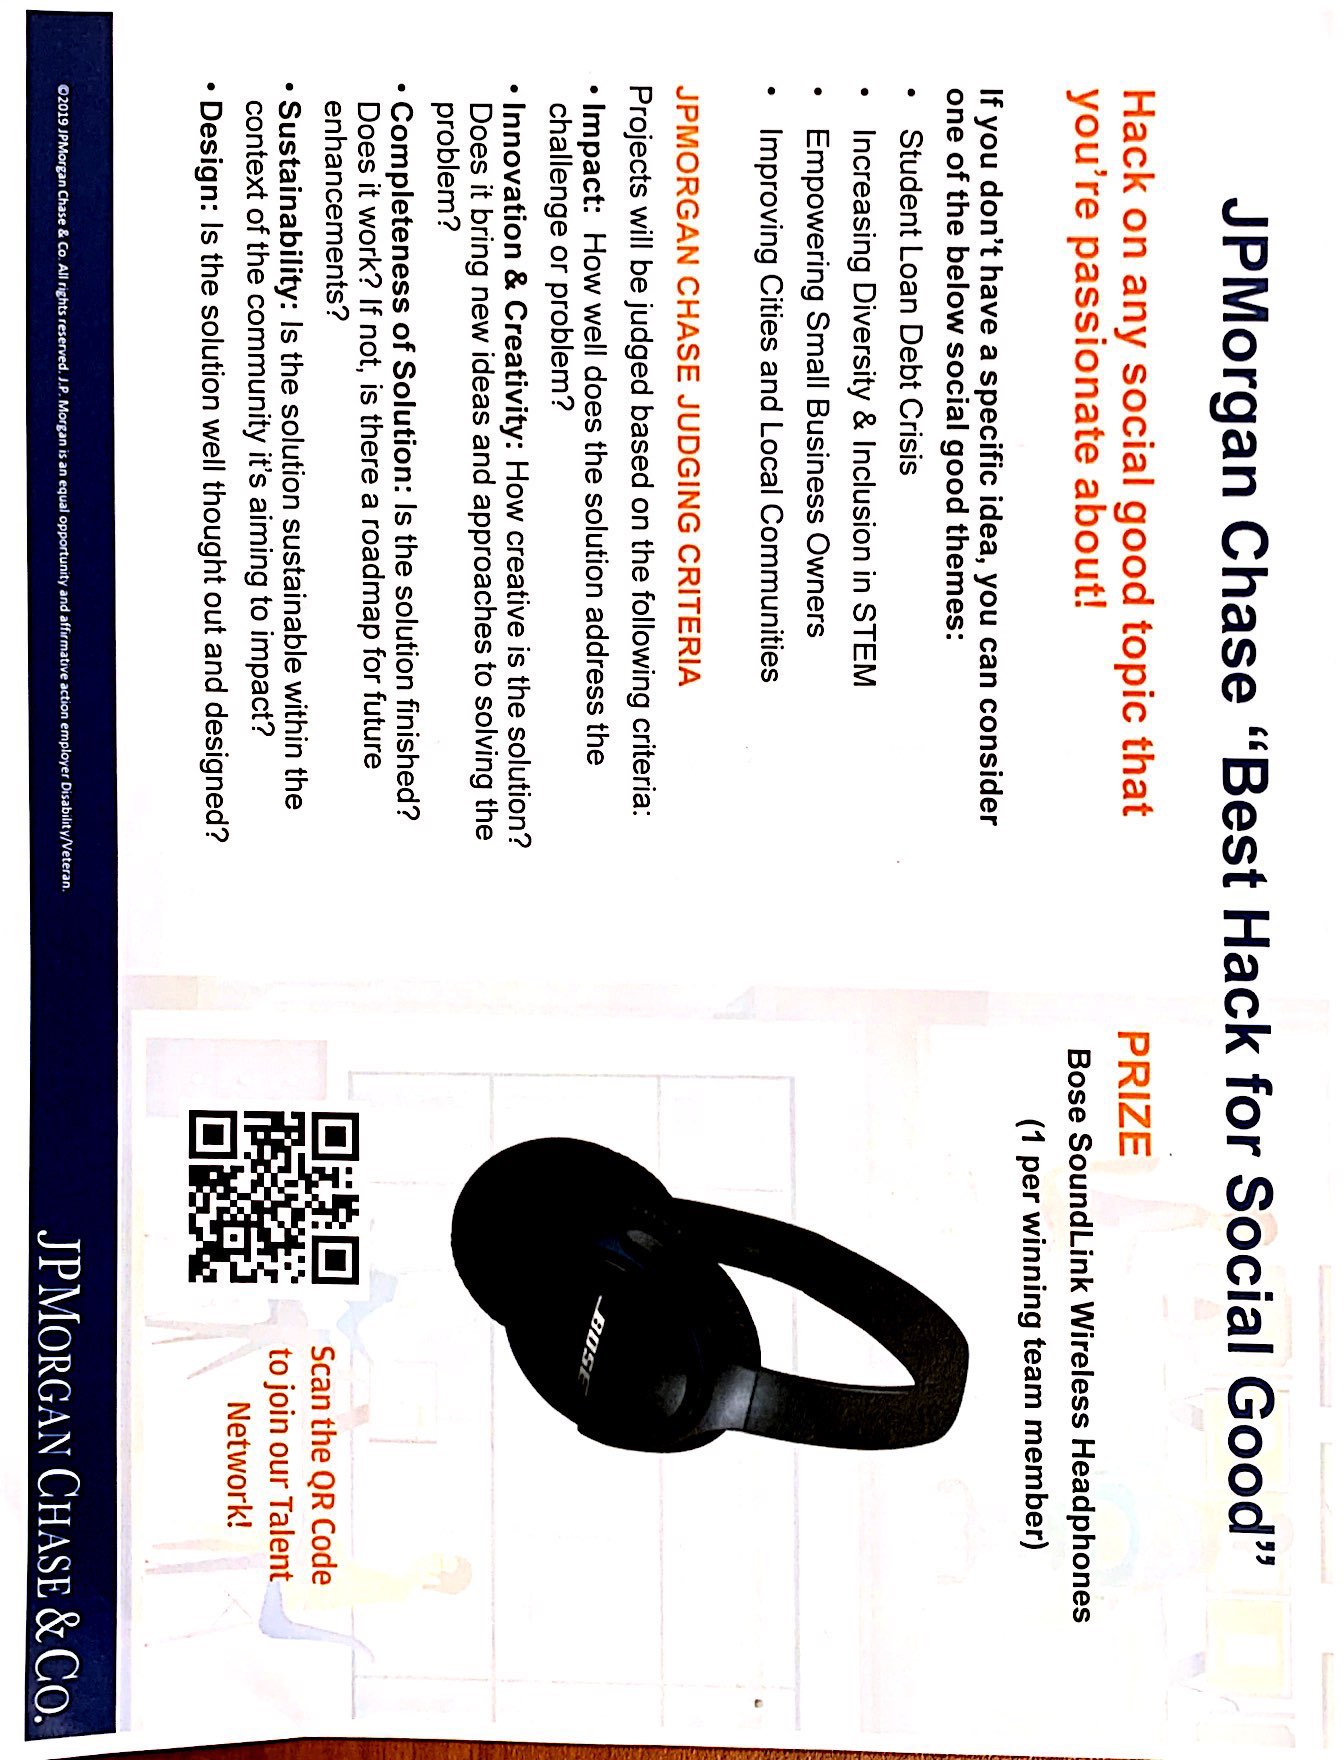 JPMorgan Chase “Best Hack for Social Good”
Hack on any social good topic that
you’re passionate about!
If you don’t have a specific idea, you can consider
one of the below social good themes:
• Student Loan Debt Crisis
• Increasing Diversity & Inclusion in STEM
• Empowering Small Business Owners
• Improving Cities and Local Communities
JPMORGAN CHASE JUDGING CRITERIA
Projects will be judged based on the following criteria:
• Impact: How well does the solution address the
challenge or problem?
• Innovation & Creativity: How creative is the solution?
Does it bring new ideas and approaches to solving the
problem?
• Completeness of Solution: Is the solution finished?
Does it work? If not, is there a roadmap for future
enhancements?
• Sustainability: Is the solution sustainable within the
context of the community it’s aiming to impact?
• Design: Is the solution well thought out and designed?
PRIZE
Bose SoundLink Wireless Headphones
(1 per winning team member)
BOSE
Scan the QR Code
to join our Talent
Network!
©2019 JPMorgan Chase & Co. All rights reserved. J.P. Morgan is an equal opportunity and affirmative action employer Disability/Veteran.
JPMORGAN CHASE & CO.